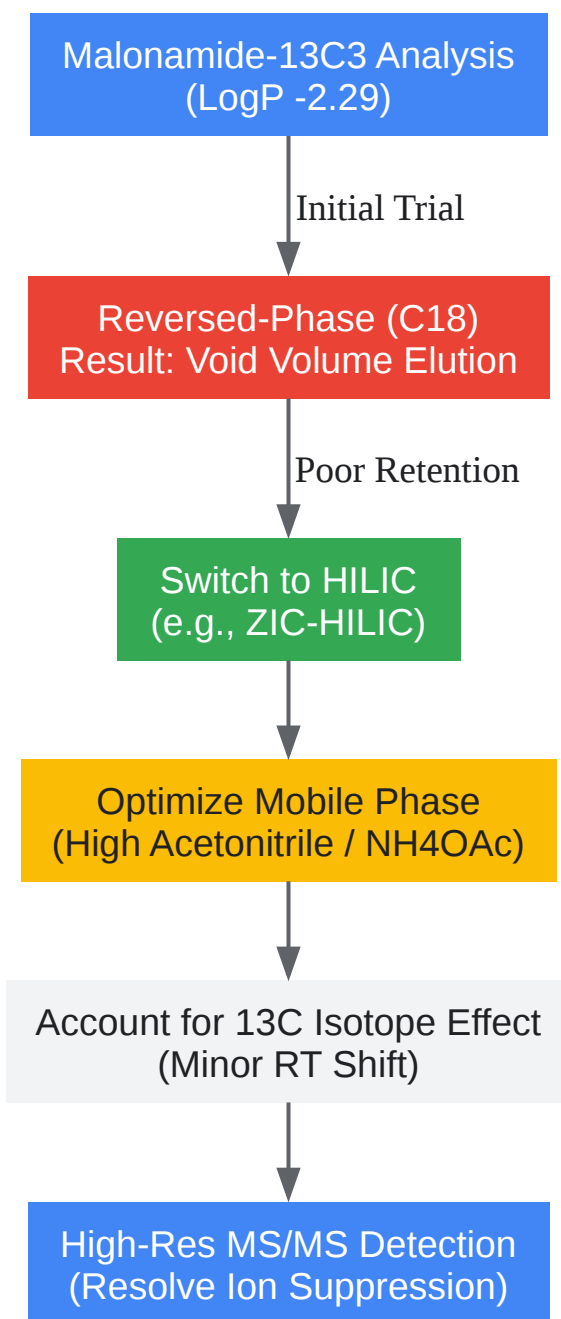 Malonamide-13C3 Analysis
(LogP -2.29)
Initial Trial
Reversed-Phase (C18)
Result: Void Volume Elution
Poor Retention
Switch to HILIC
(e.g., ZIC-HILIC)
Optimize Mobile Phase
(High Acetonitrile / NH4OAc)
Account for 13C Isotope Effect
(Minor RT Shift)
High-Res MS/MS Detection
(Resolve Ion Suppression)